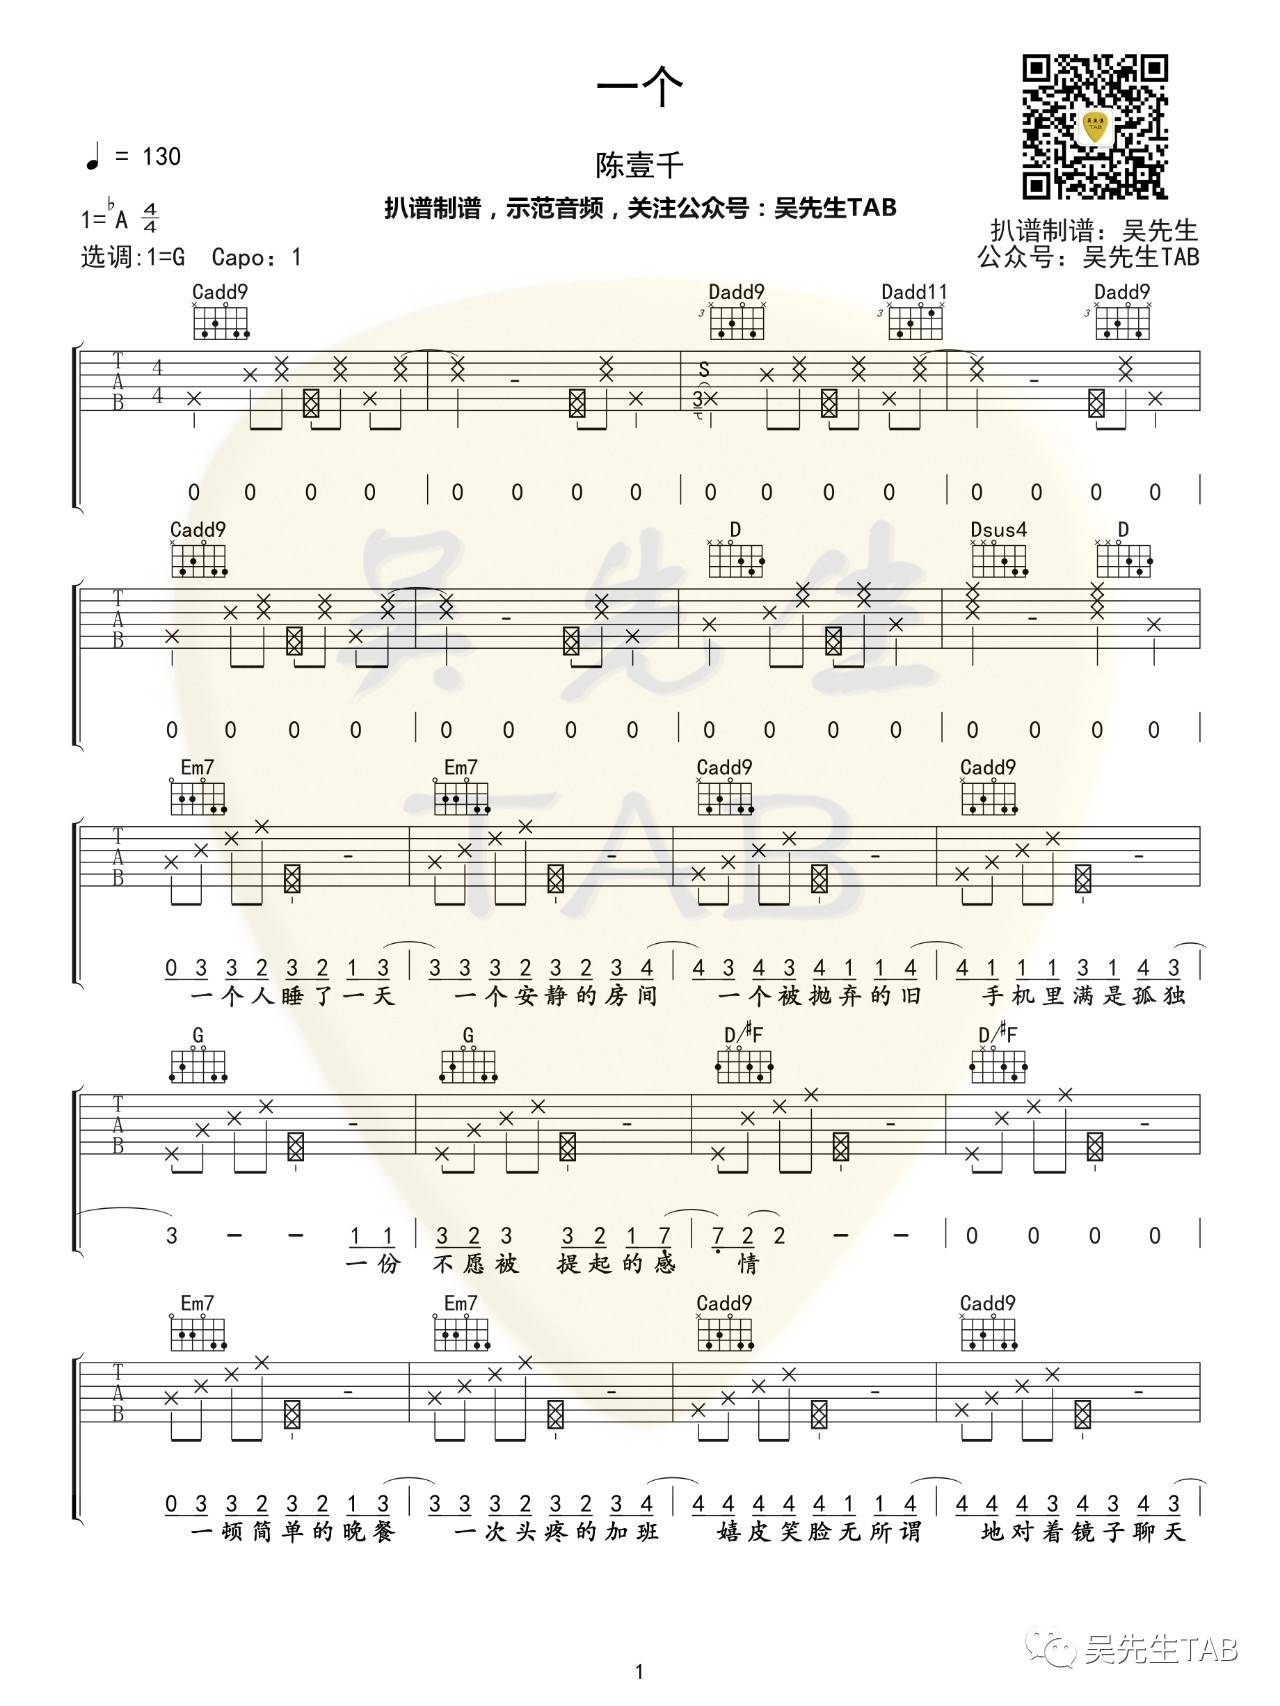 一个
♩ = 130
陈壹千
扒谱制谱，示范音频，关注公众号：吴先生TAB
1=♭A 4/4
选调:1=G Capo：1
扒谱制谱：吴先生
公众号：吴先生TAB
Cadd9 Dadd9 Dadd11 Dadd9
3 3 3
T A B 4 4 S 3
0 0 0 0 0 0 0 0 0 0 0 0 0 0 0 0
Cadd9 D Dsus4 D
T A B
0 0 0 0 0 0 0 0 0 0 0 0 0 0 0 0
Em7 Em7 Cadd9 Cadd9
T A B
0 3 3 2 3 2 1 3 3 3 3 2 3 2 3 4 4 3 4 3 4 1 1 4 4 1 1 1 3 1 4 3
一个人睡了一天 一个安静的房间 一个被抛弃的旧 手机里满是孤独
G G D/♯F D/♯F
T A B
3 － － 1 1 3 2 3 3 2 1 7 7 2 2 － － 0 0 0 0
一份 不愿被 提起的感 情
Em7 Em7 Cadd9 Cadd9
T A B
0 3 3 2 3 2 1 3 3 3 3 2 3 2 3 4 4 4 4 4 4 1 1 4 4 4 4 3 4 3 4 3
一顿简单的晚餐 一次头疼的加班 嬉皮笑脸无所谓 地对着镜子聊天
吴先生TAB
吴先生TAB
1